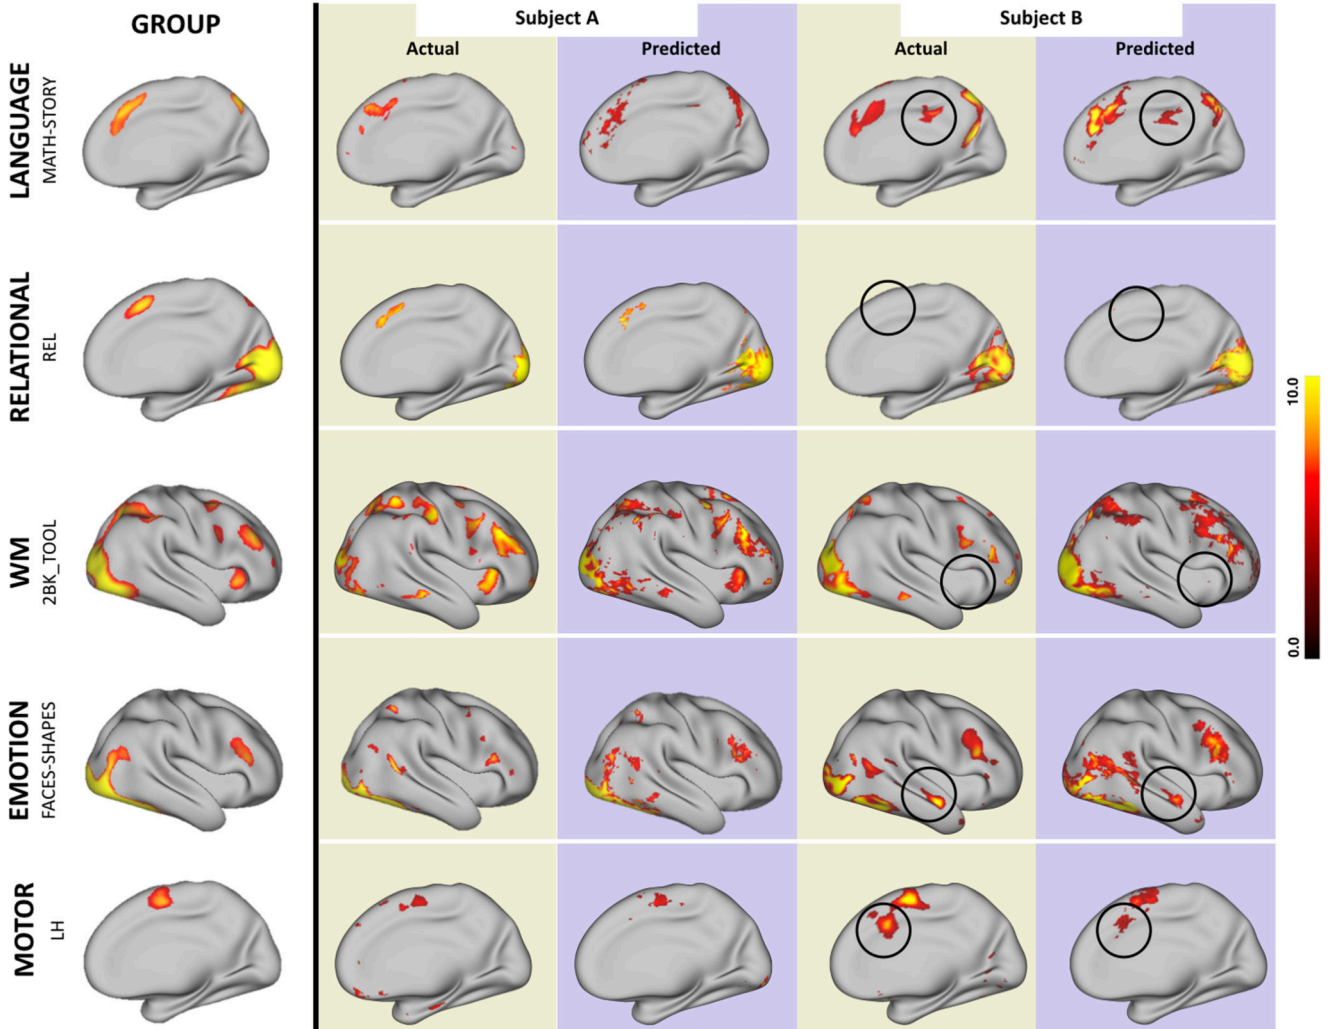 GROUP
Subject A
Subject B
Actual
Predicted
Actual
Predicted
LANGUAGE
MATH-STORY
RELATIONAL
REL
WM
2BK_TOOL
EMOTION
FACES-SHAPES
MOTOR
LH
10.0
0.0